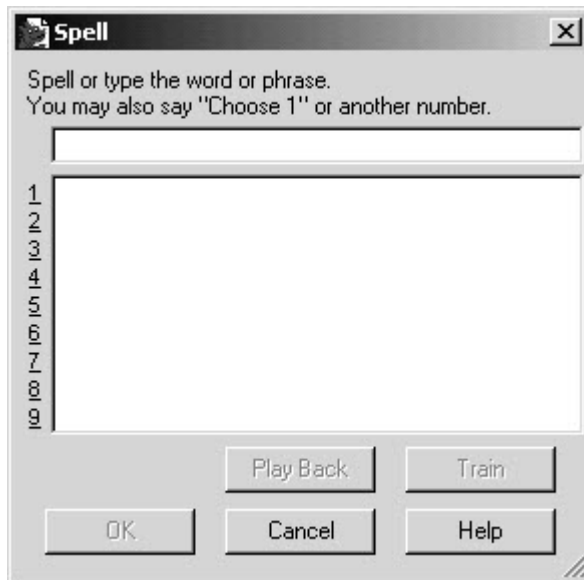 Spell
Spell or type the word or phrase.
You may also say "Choose 1" or another number.
1
2
3
4
5
6
7
8
9
Play Back Train
OK Cancel Help